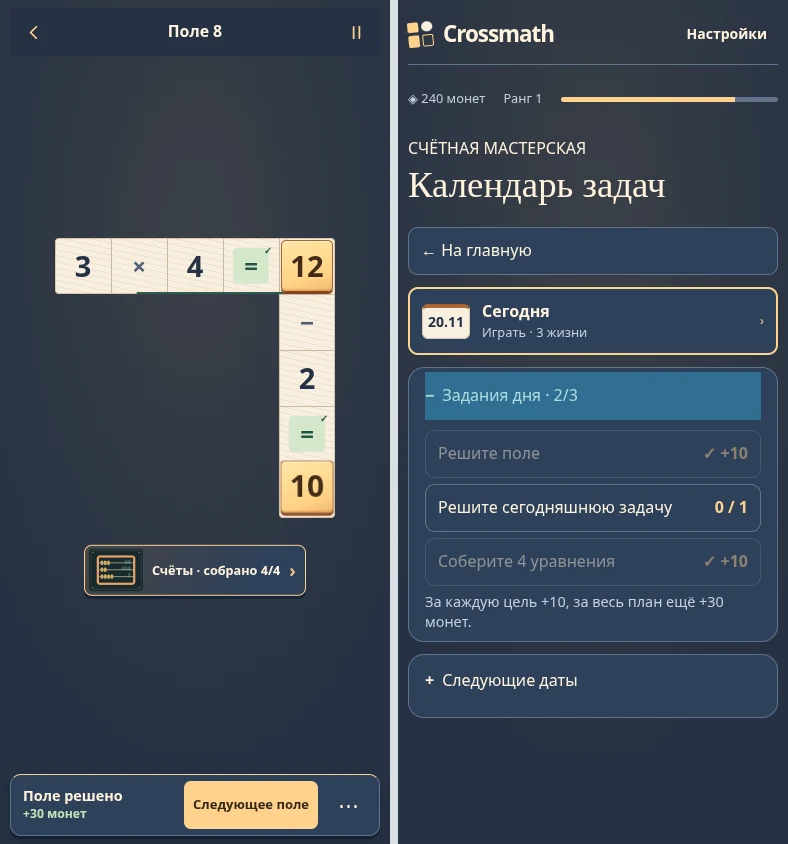 Поле 8
3 × 4 = 12
−
2
=
10
Счёты · собрано 4/4 ›
Поле решено
+30 монет
Следующее поле
...
Crossmath
Настройки
◈ 240 монет Ранг 1
СЧЁТНАЯ МАСТЕРСКАЯ
Календарь задач
← На главную
20.11
Сегодня
Играть · 3 жизни
›
− Задания дня · 2/3
Решите поле ✓ +10
Решите сегодняшнюю задачу 0 / 1
Соберите 4 уравнения ✓ +10
За каждую цель +10, за весь план ещё +30
монет.
+ Следующие даты